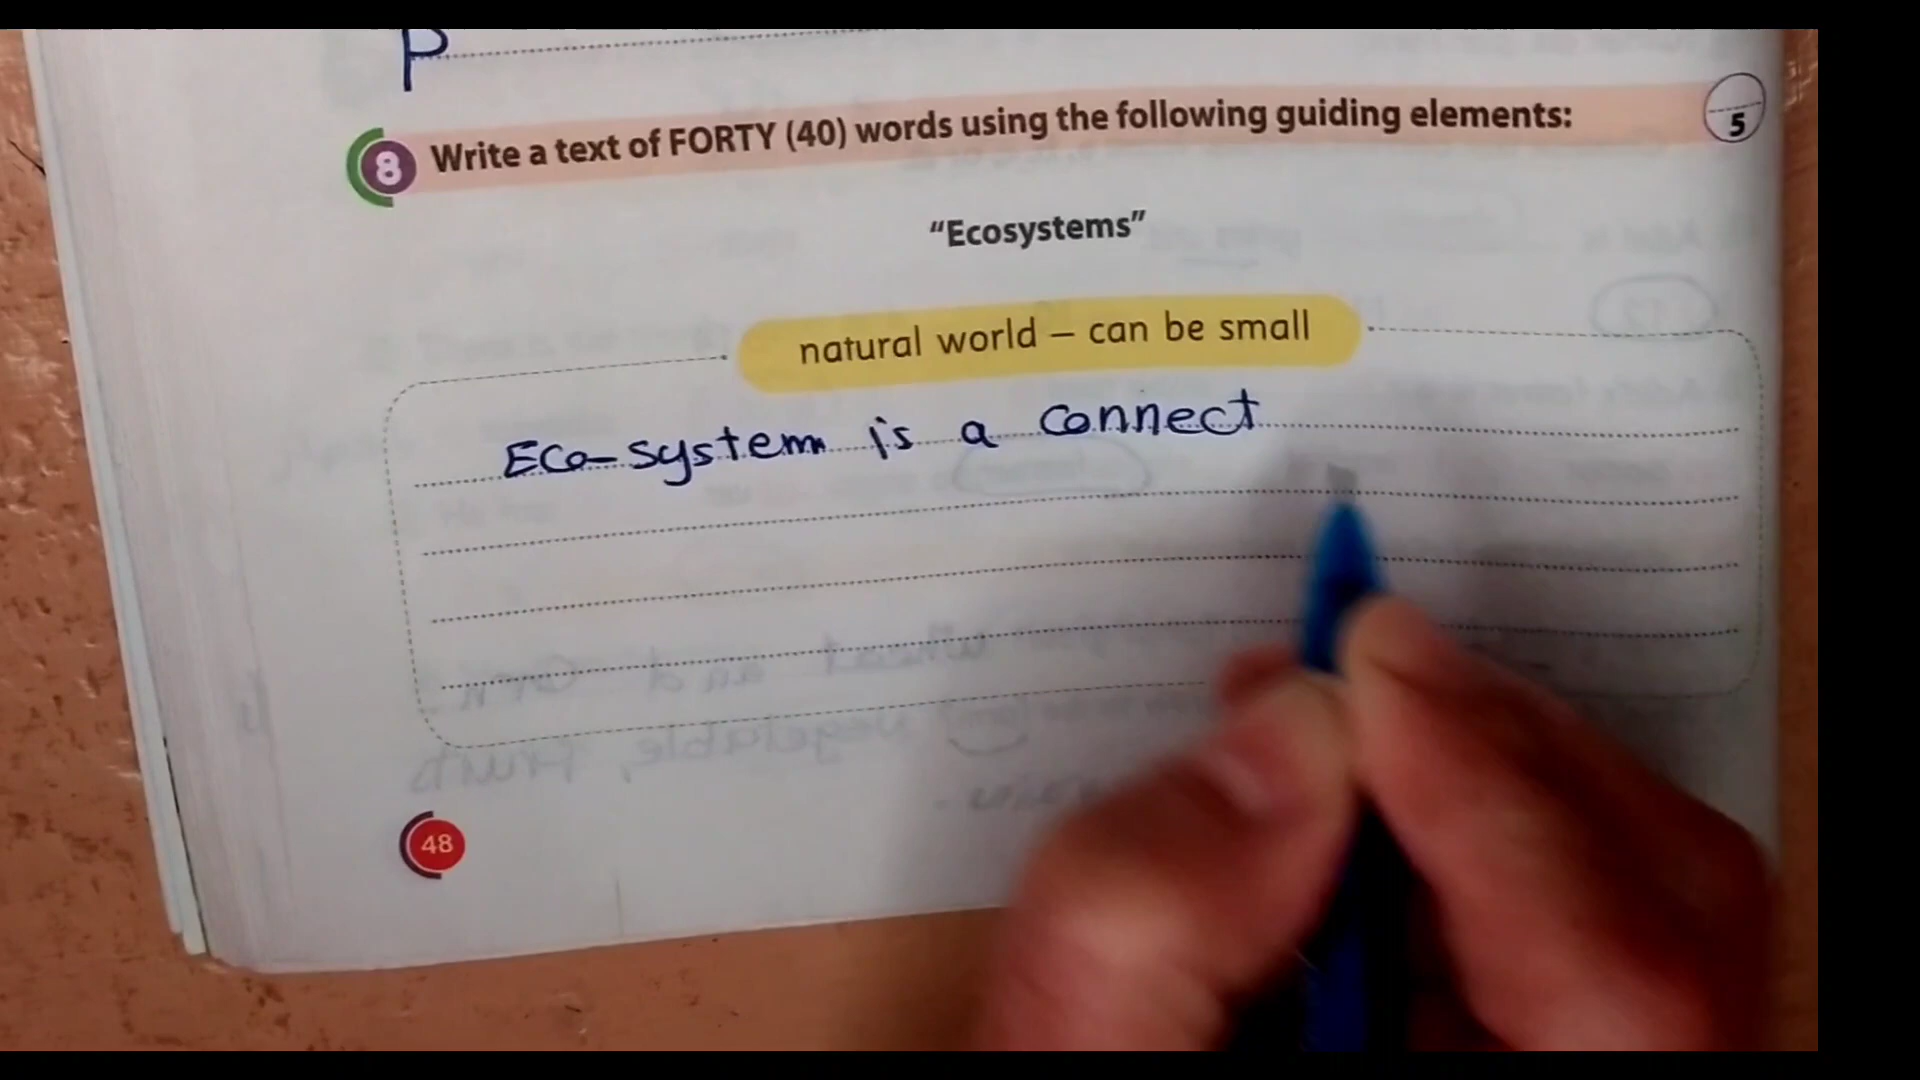 P
8 Write a text of FORTY (40) words using the following guiding elements:
5
“Ecosystems”
natural world – can be small
Eco-system is a connect
48